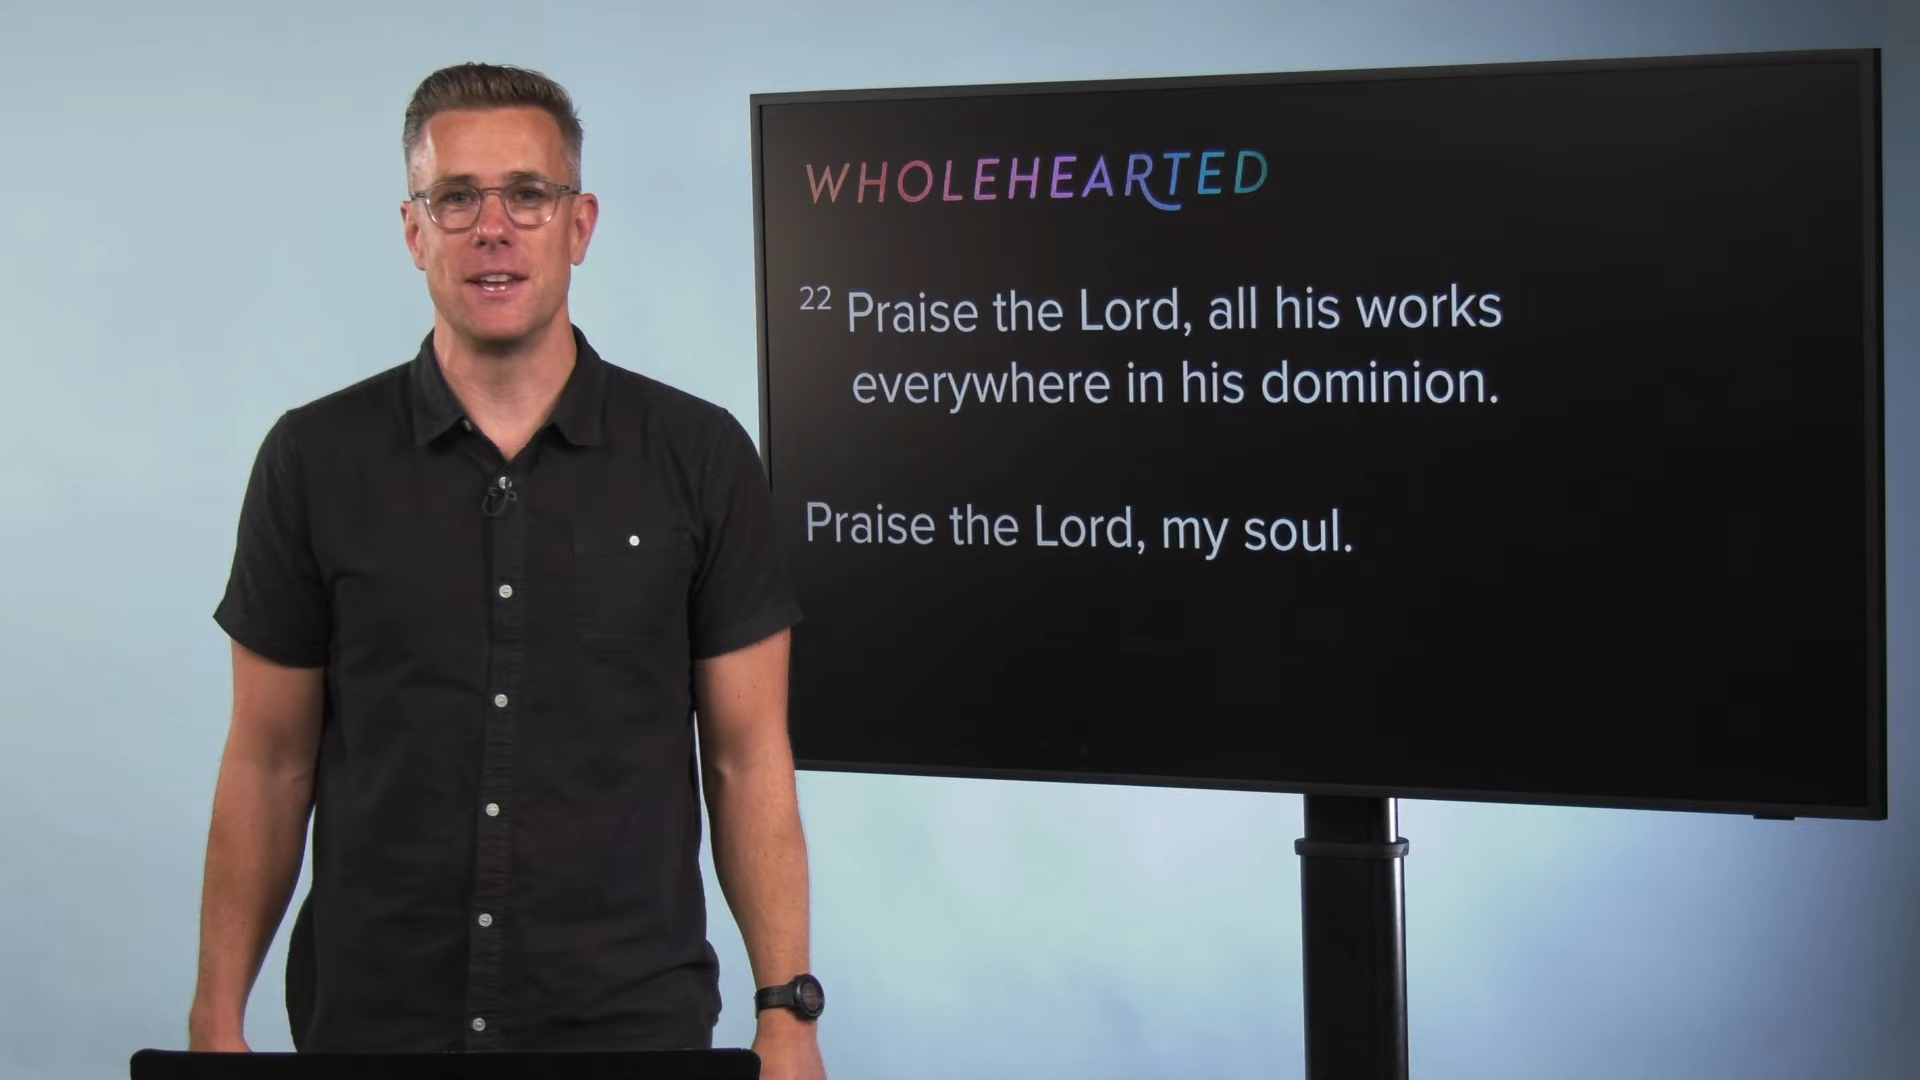 WHOLEHEARTED
22 Praise the Lord, all his works
everywhere in his dominion.
Praise the Lord, my soul.